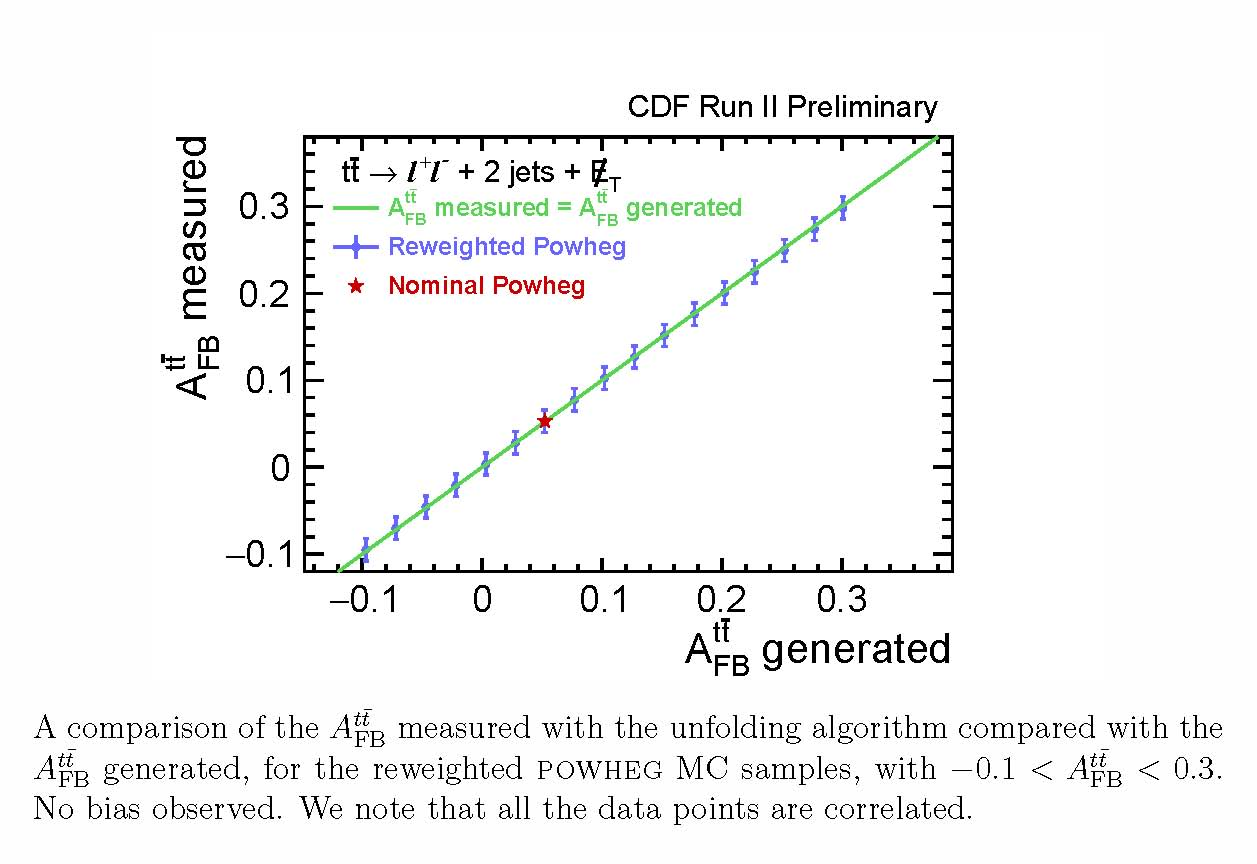 CDF Run II Preliminary
tt̄ → l⁺l⁻ + 2 jets + E̸_T
A_FB^tt̄ measured = A_FB^tt̄ generated
Reweighted Powheg
Nominal Powheg
A_FB^tt̄ measured
0.3
0.2
0.1
0
−0.1
−0.1 0 0.1 0.2 0.3
A_FB^tt̄ generated
A comparison of the A_FB^tt̄ measured with the unfolding algorithm compared with the
A_FB^tt̄ generated, for the reweighted POWHEG MC samples, with −0.1 < A_FB^tt̄ < 0.3.
No bias observed. We note that all the data points are correlated.